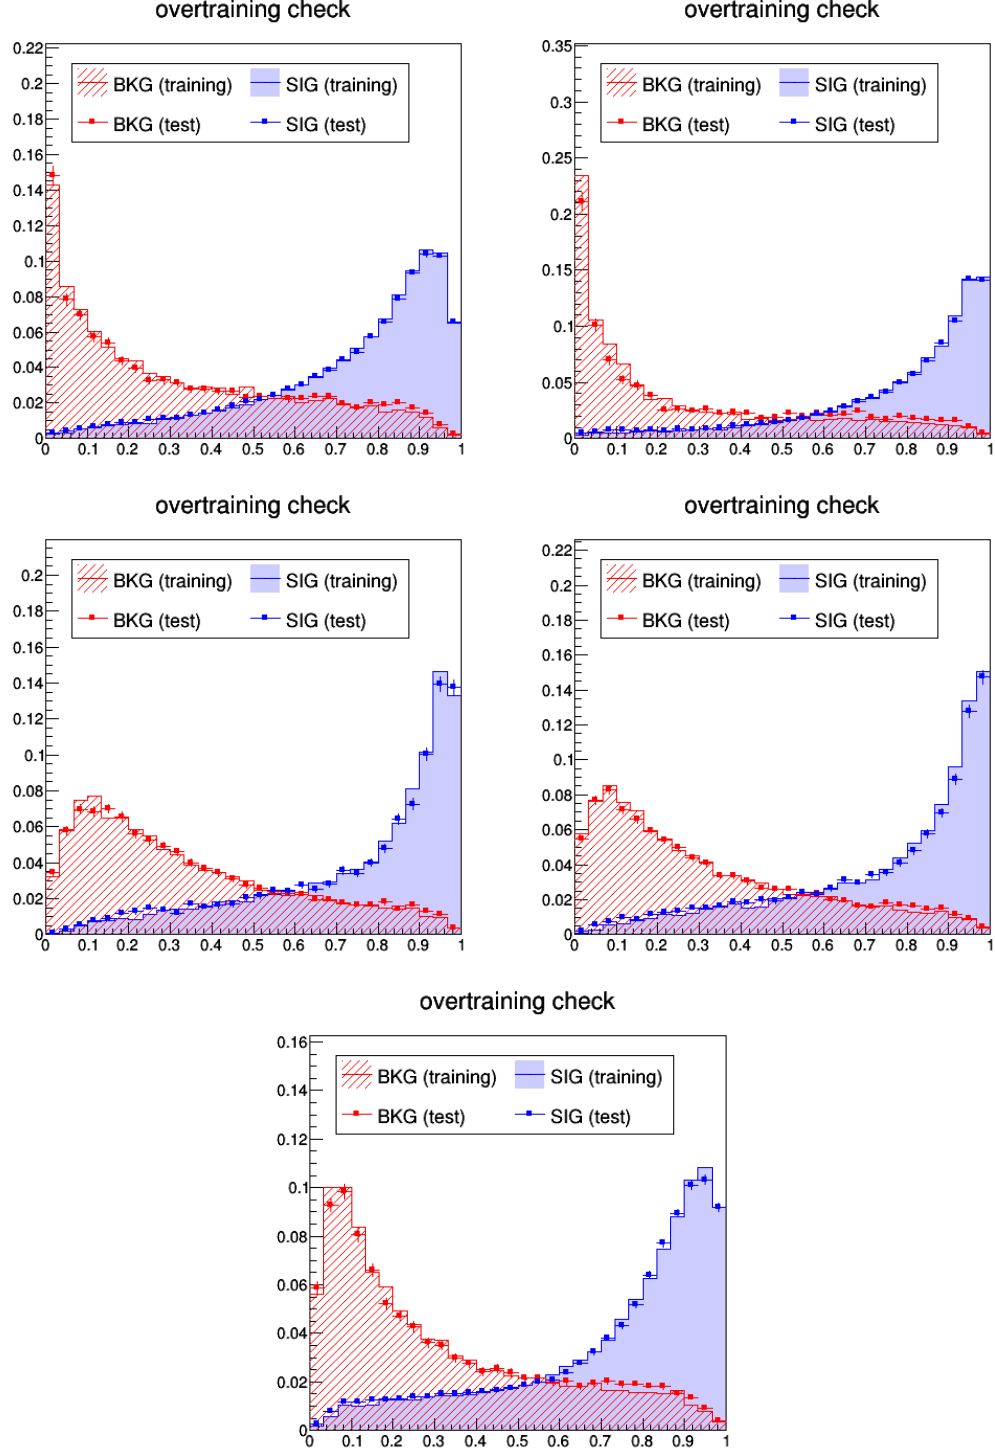 overtraining check
overtraining check
0.22
0.2
0.18
0.16
0.14
0.12
0.1
0.08
0.06
0.04
0.02
0
BKG (training) SIG (training)
BKG (test) SIG (test)
0 0.1 0.2 0.3 0.4 0.5 0.6 0.7 0.8 0.9 1
0.35
0.3
0.25
0.2
0.15
0.1
0.05
0
BKG (training) SIG (training)
BKG (test) SIG (test)
0 0.1 0.2 0.3 0.4 0.5 0.6 0.7 0.8 0.9 1
overtraining check
overtraining check
0.2
0.18
0.16
0.14
0.12
0.1
0.08
0.06
0.04
0.02
0
BKG (training) SIG (training)
BKG (test) SIG (test)
0 0.1 0.2 0.3 0.4 0.5 0.6 0.7 0.8 0.9 1
0.22
0.2
0.18
0.16
0.14
0.12
0.1
0.08
0.06
0.04
0.02
0
BKG (training) SIG (training)
BKG (test) SIG (test)
0 0.1 0.2 0.3 0.4 0.5 0.6 0.7 0.8 0.9 1
overtraining check
0.16
0.14
0.12
0.1
0.08
0.06
0.04
0.02
0
BKG (training) SIG (training)
BKG (test) SIG (test)
0 0.1 0.2 0.3 0.4 0.5 0.6 0.7 0.8 0.9 1